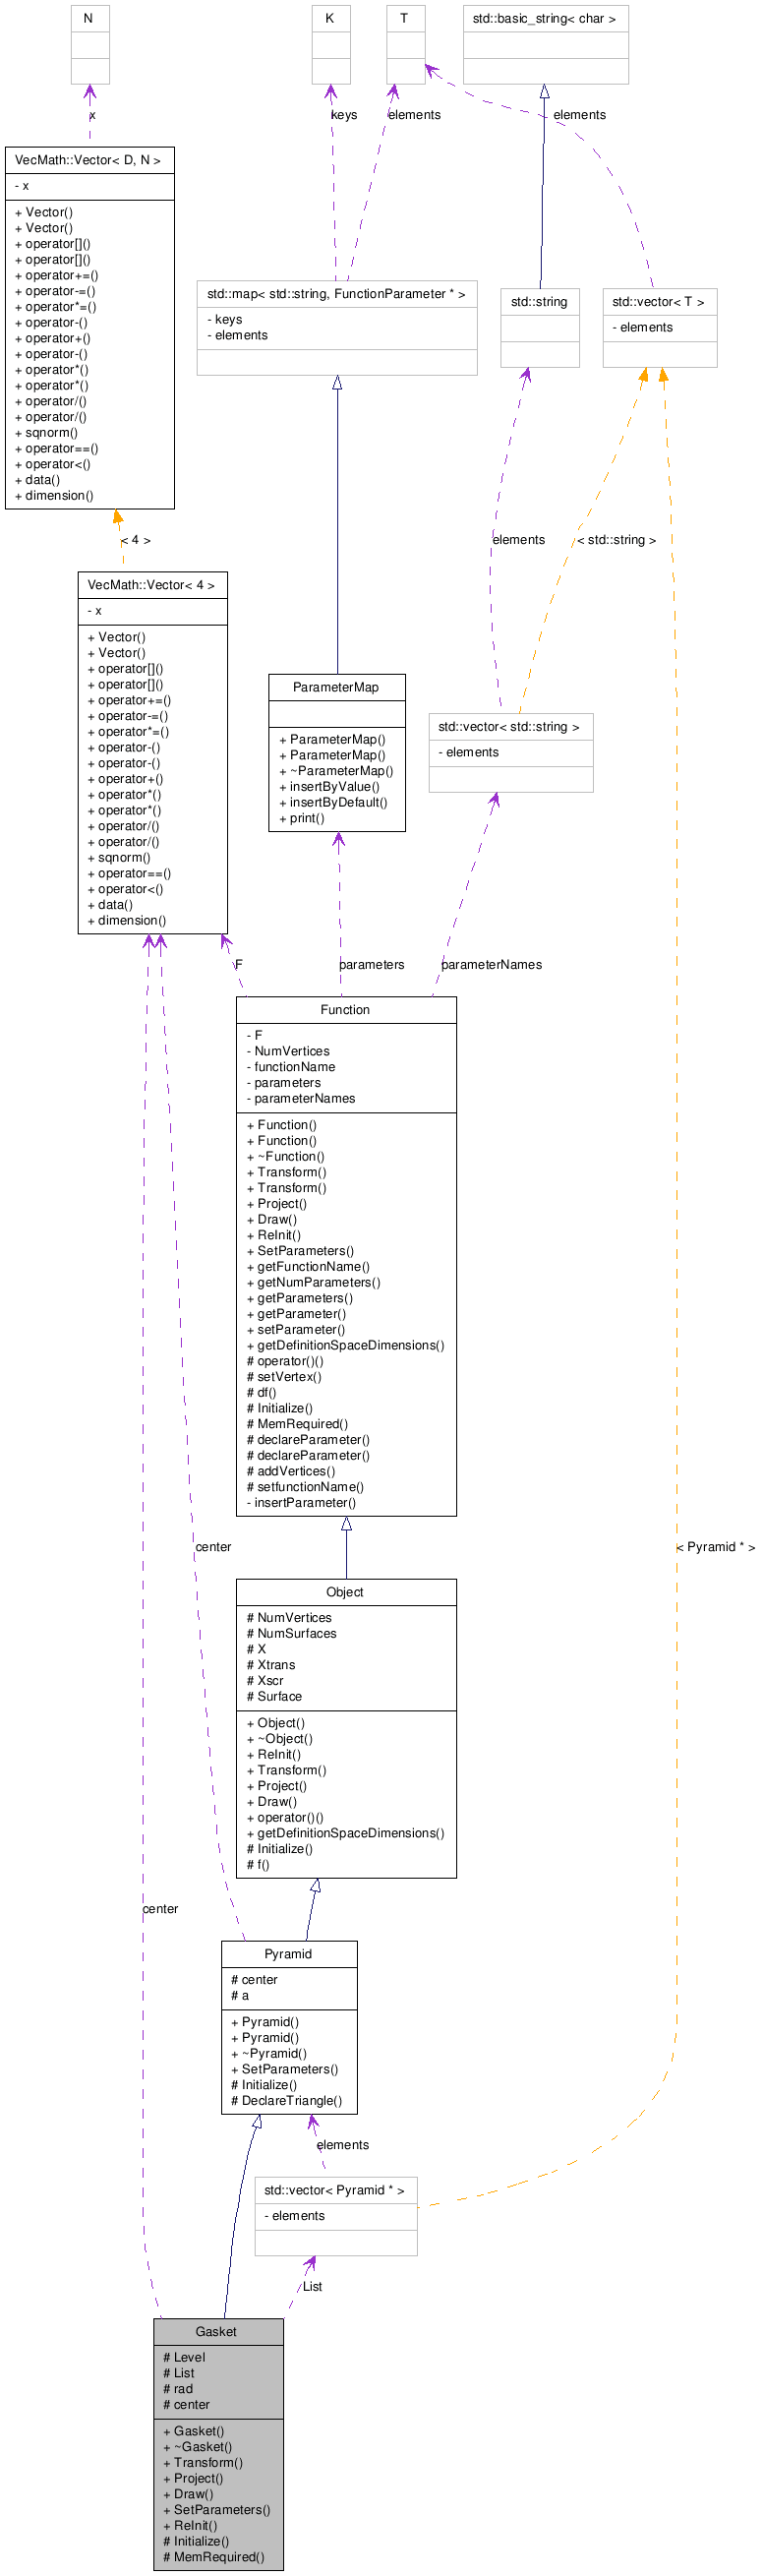 N
K
T
std::basic_string< char >
x
keys
elements
elements
VecMath::Vector< D, N >
- x
+ Vector()
+ Vector()
+ operator[]()
+ operator[]()
+ operator+=()
+ operator-=()
+ operator*=()
+ operator-()
+ operator+()
+ operator-()
+ operator*()
+ operator*()
+ operator/()
+ operator/()
+ sqnorm()
+ operator==()
+ operator<()
+ data()
+ dimension()
std::map< std::string, FunctionParameter * >
- keys
- elements
std::string
std::vector< T >
- elements
< 4 >
elements
< std::string >
VecMath::Vector< 4 >
- x
+ Vector()
+ Vector()
+ operator[]()
+ operator[]()
+ operator+=()
+ operator-=()
+ operator*=()
+ operator-()
+ operator-()
+ operator+()
+ operator*()
+ operator*()
+ operator/()
+ operator/()
+ sqnorm()
+ operator==()
+ operator<()
+ data()
+ dimension()
ParameterMap
+ ParameterMap()
+ ParameterMap()
+ ~ParameterMap()
+ insertByValue()
+ insertByDefault()
+ print()
std::vector< std::string >
- elements
F
parameters
parameterNames
Function
- F
- NumVertices
- functionName
- parameters
- parameterNames
+ Function()
+ Function()
+ ~Function()
+ Transform()
+ Transform()
+ Project()
+ Draw()
+ ReInit()
+ SetParameters()
+ getFunctionName()
+ getNumParameters()
+ getParameters()
+ getParameter()
+ setParameter()
+ getDefinitionSpaceDimensions()
# operator()()
# setVertex()
# df()
# Initialize()
# MemRequired()
# declareParameter()
# declareParameter()
# addVertices()
# setfunctionName()
- insertParameter()
center
< Pyramid * >
Object
# NumVertices
# NumSurfaces
# X
# Xtrans
# Xscr
# Surface
+ Object()
+ ~Object()
+ ReInit()
+ Transform()
+ Project()
+ Draw()
+ operator()()
+ getDefinitionSpaceDimensions()
# Initialize()
# f()
center
Pyramid
# center
# a
+ Pyramid()
+ Pyramid()
+ ~Pyramid()
+ SetParameters()
# Initialize()
# DeclareTriangle()
elements
std::vector< Pyramid * >
- elements
List
Gasket
# Level
# List
# rad
# center
+ Gasket()
+ ~Gasket()
+ Transform()
+ Project()
+ Draw()
+ SetParameters()
+ ReInit()
# Initialize()
# MemRequired()